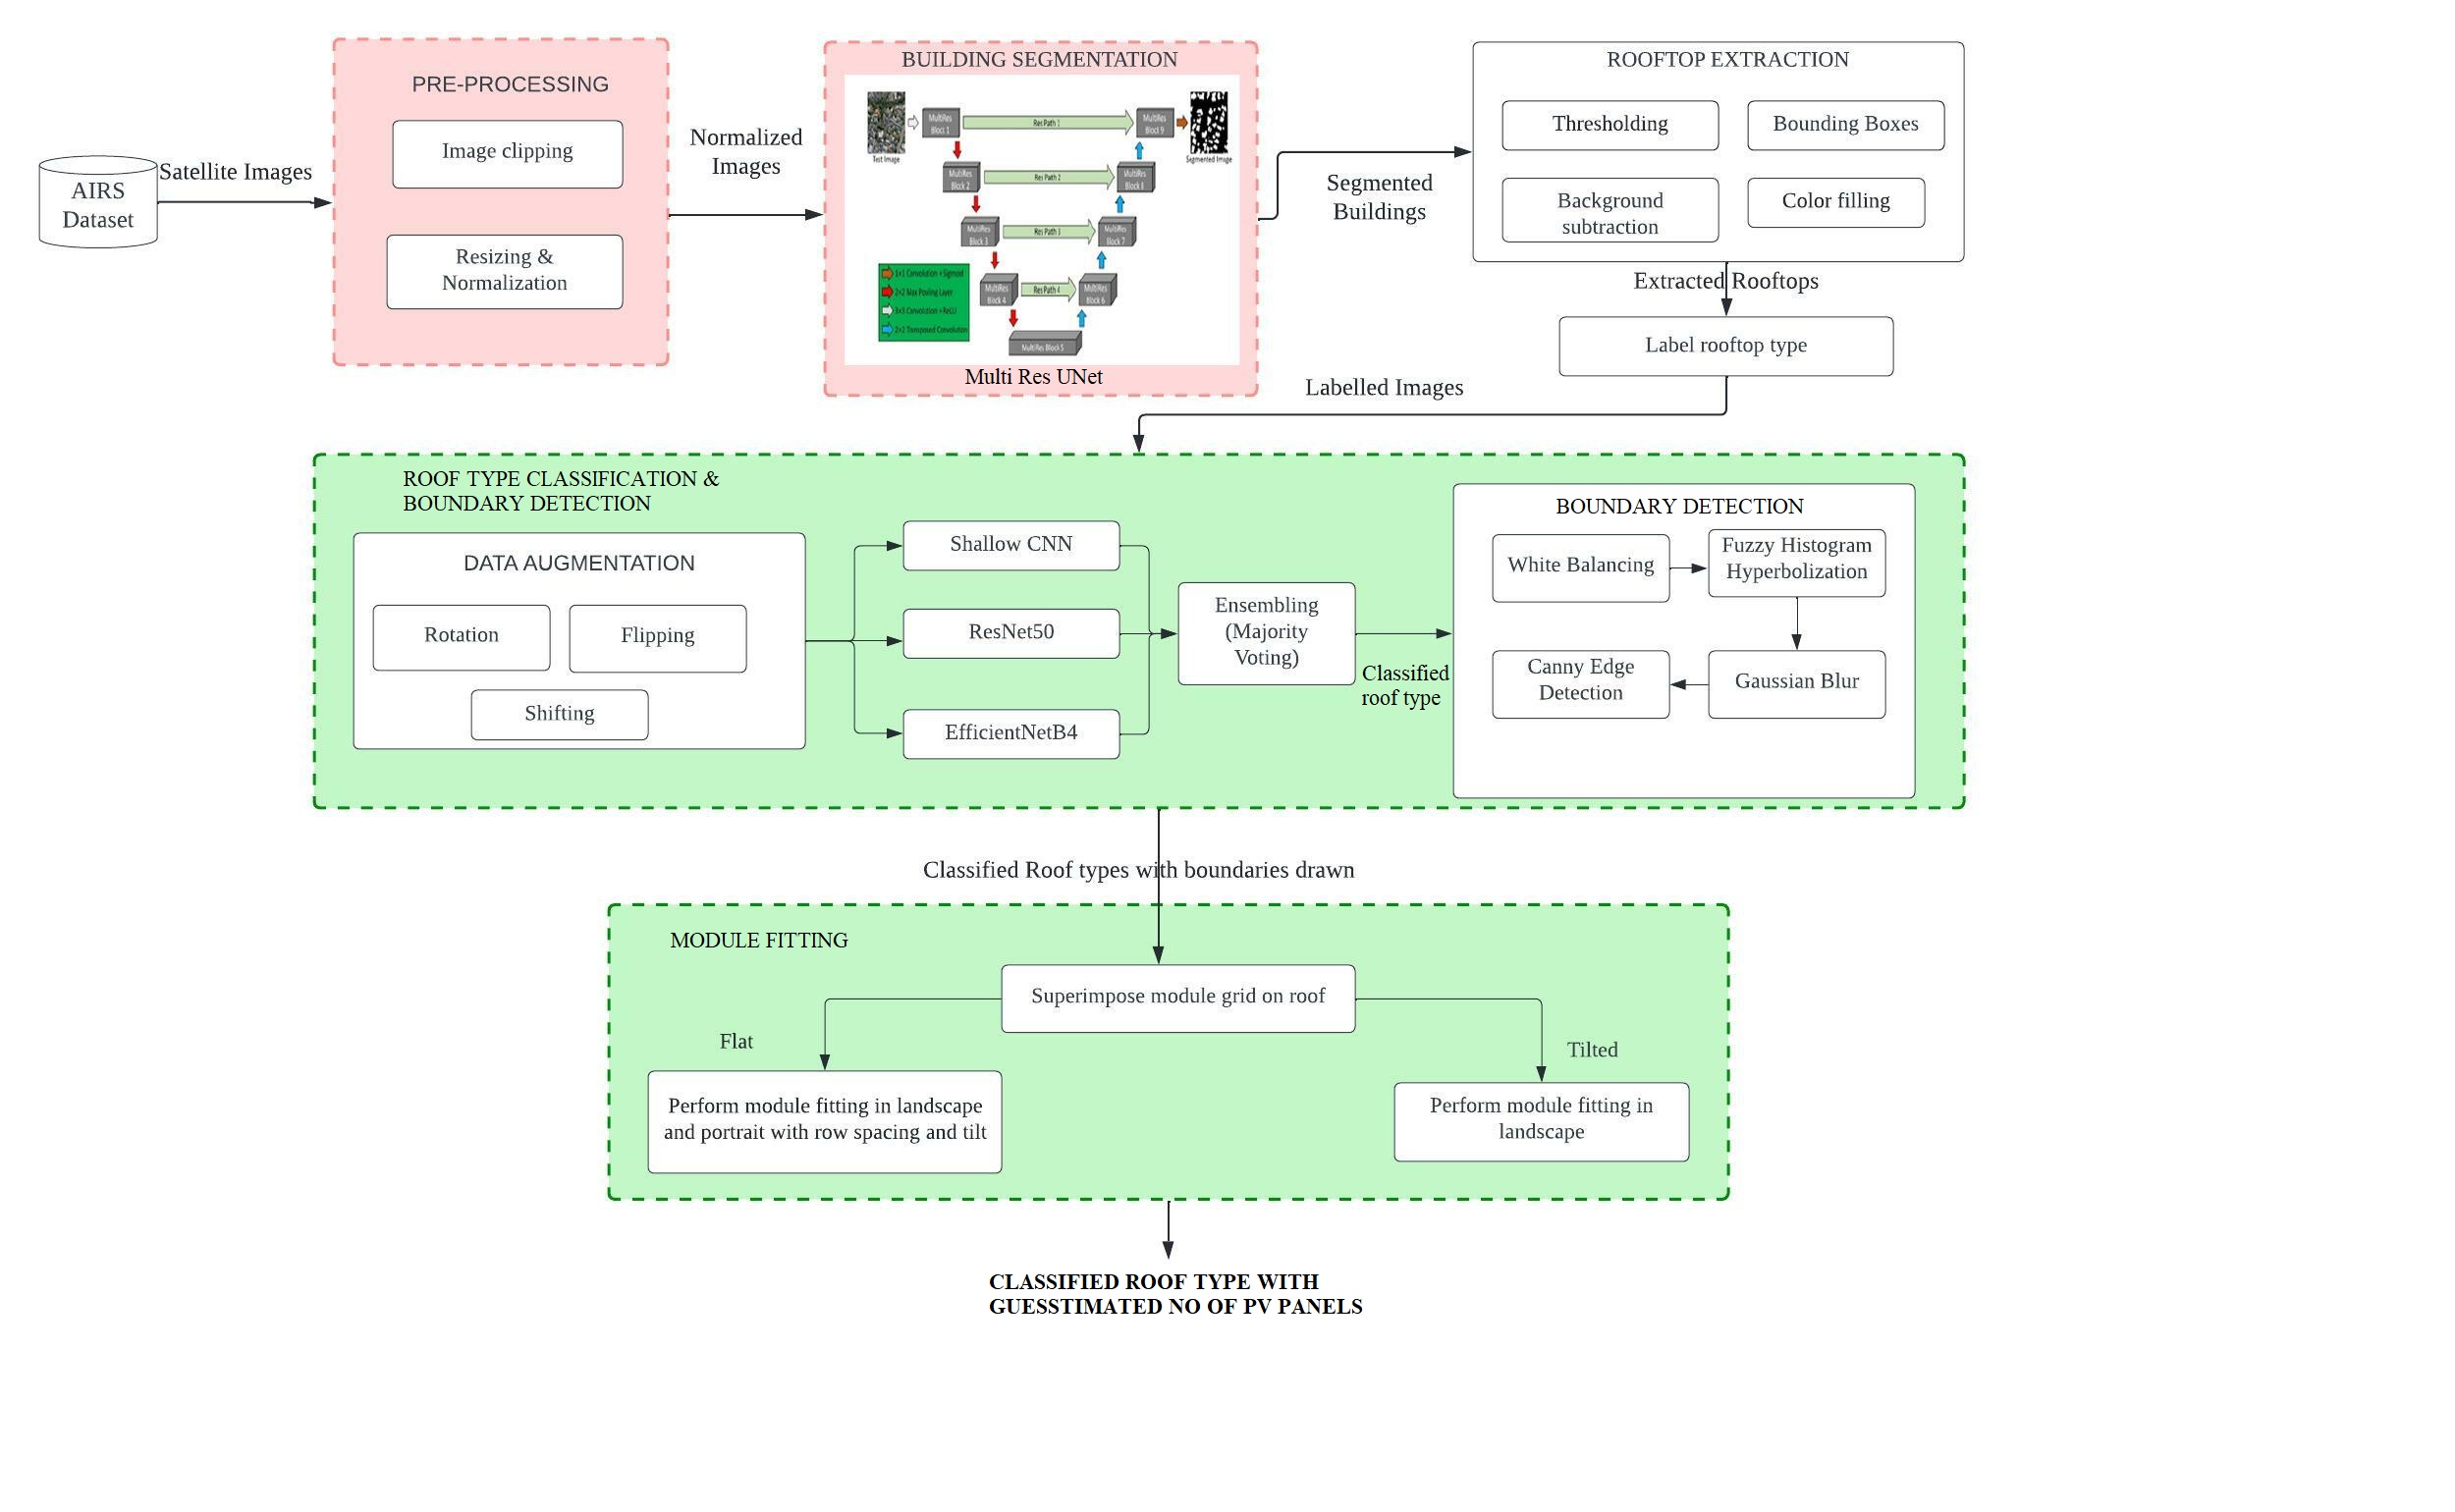 AIRS
Dataset
Satellite Images
PRE-PROCESSING
Image clipping
Resizing &
Normalization
Normalized
Images
BUILDING SEGMENTATION
Test Image
MultiRes
Block 1
Res Path 1
MultiRes
Block 9
Segmented Image
MultiRes
Block 2
Res Path 2
MultiRes
Block 8
MultiRes
Block 3
Res Path 3
MultiRes
Block 7
MultiRes
Block 4
Res Path 4
MultiRes
Block 6
MultiRes Block 5
1×1 Convolution +Sigmoid
2×2 Max Pooling Layer
3×3 Convolution +ReLU
2×2 Transposed Convolution
Multi Res UNet
Segmented
Buildings
ROOFTOP EXTRACTION
Thresholding
Bounding Boxes
Background
subtraction
Color filling
Extracted Rooftops
Label rooftop type
Labelled Images
ROOF TYPE CLASSIFICATION &
BOUNDARY DETECTION
DATA AUGMENTATION
Rotation
Flipping
Shifting
Shallow CNN
ResNet50
EfficientNetB4
Ensembling
(Majority
Voting)
Classified
roof type
BOUNDARY DETECTION
White Balancing
Fuzzy Histogram
Hyperbolization
Canny Edge
Detection
Gaussian Blur
Classified Roof types with boundaries drawn
MODULE FITTING
Superimpose module grid on roof
Flat
Tilted
Perform module fitting in landscape
and portrait with row spacing and tilt
Perform module fitting in
landscape
CLASSIFIED ROOF TYPE WITH
GUESSTIMATED NO OF PV PANELS